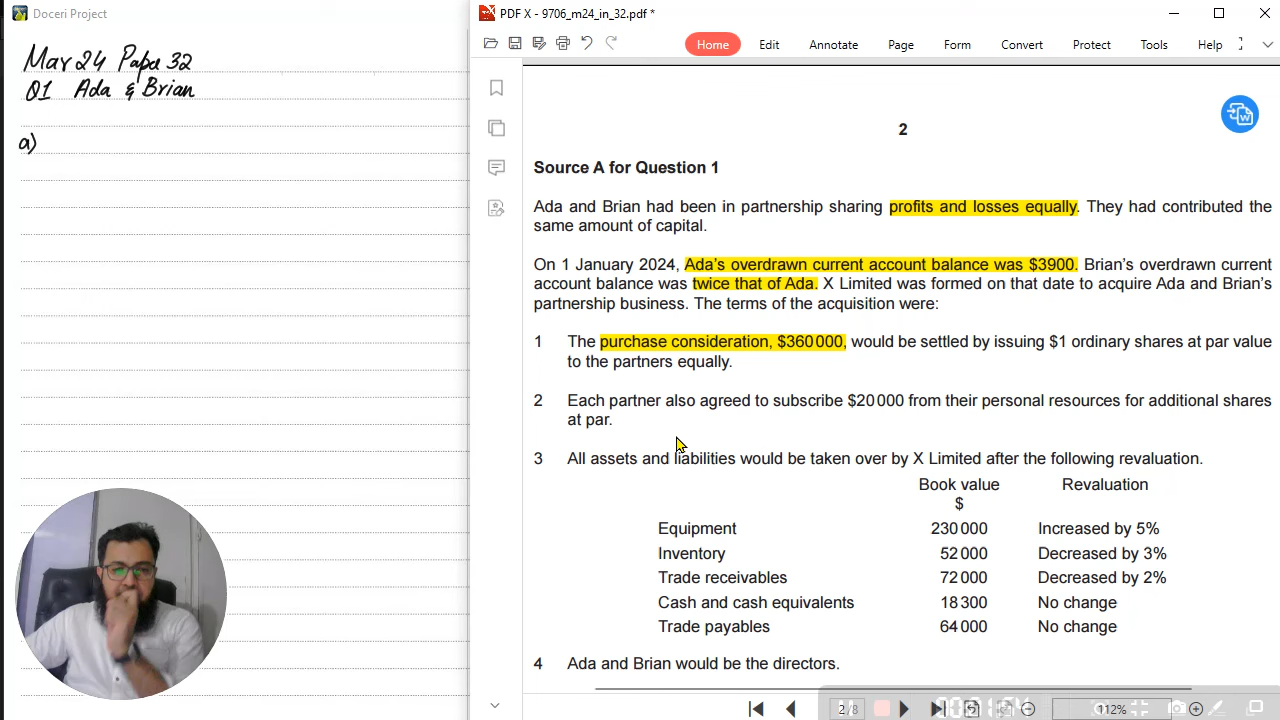 Doceri Project
Mar 24 Paper 32
Q1 Ada & Brian
a)
PDF X - 9706_m24_in_32.pdf *
Home Edit Annotate Page Form Convert Protect Tool Help
2
Source A for Question 1
Ada and Brian had been in partnership sharing profits and losses equally. They had contributed the
same amount of capital.
On 1 January 2024, Ada's overdrawn current account balance was $3900. Brian's overdrawn current
account balance was twice that of Ada. X Limited was formed on that date to acquire Ada and Brian's
partnership business. The terms of the acquisition were:
1 The purchase consideration, $360 000, would be settled by issuing $1 ordinary shares at par value
to the partners equally.
2 Each partner also agreed to subscribe $20 000 from their personal resources for additional shares
at par.
3 All assets and liabilities would be taken over by X Limited after the following revaluation.
Book value Revaluation
$
Equipment 230 000 Increased by 5%
Inventory 52 000 Decreased by 3%
Trade receivables 72 000 Decreased by 2%
Cash and cash equivalents 18 300 No change
Trade payables 64 000 No change
4 Ada and Brian would be the directors.
2/8 112%